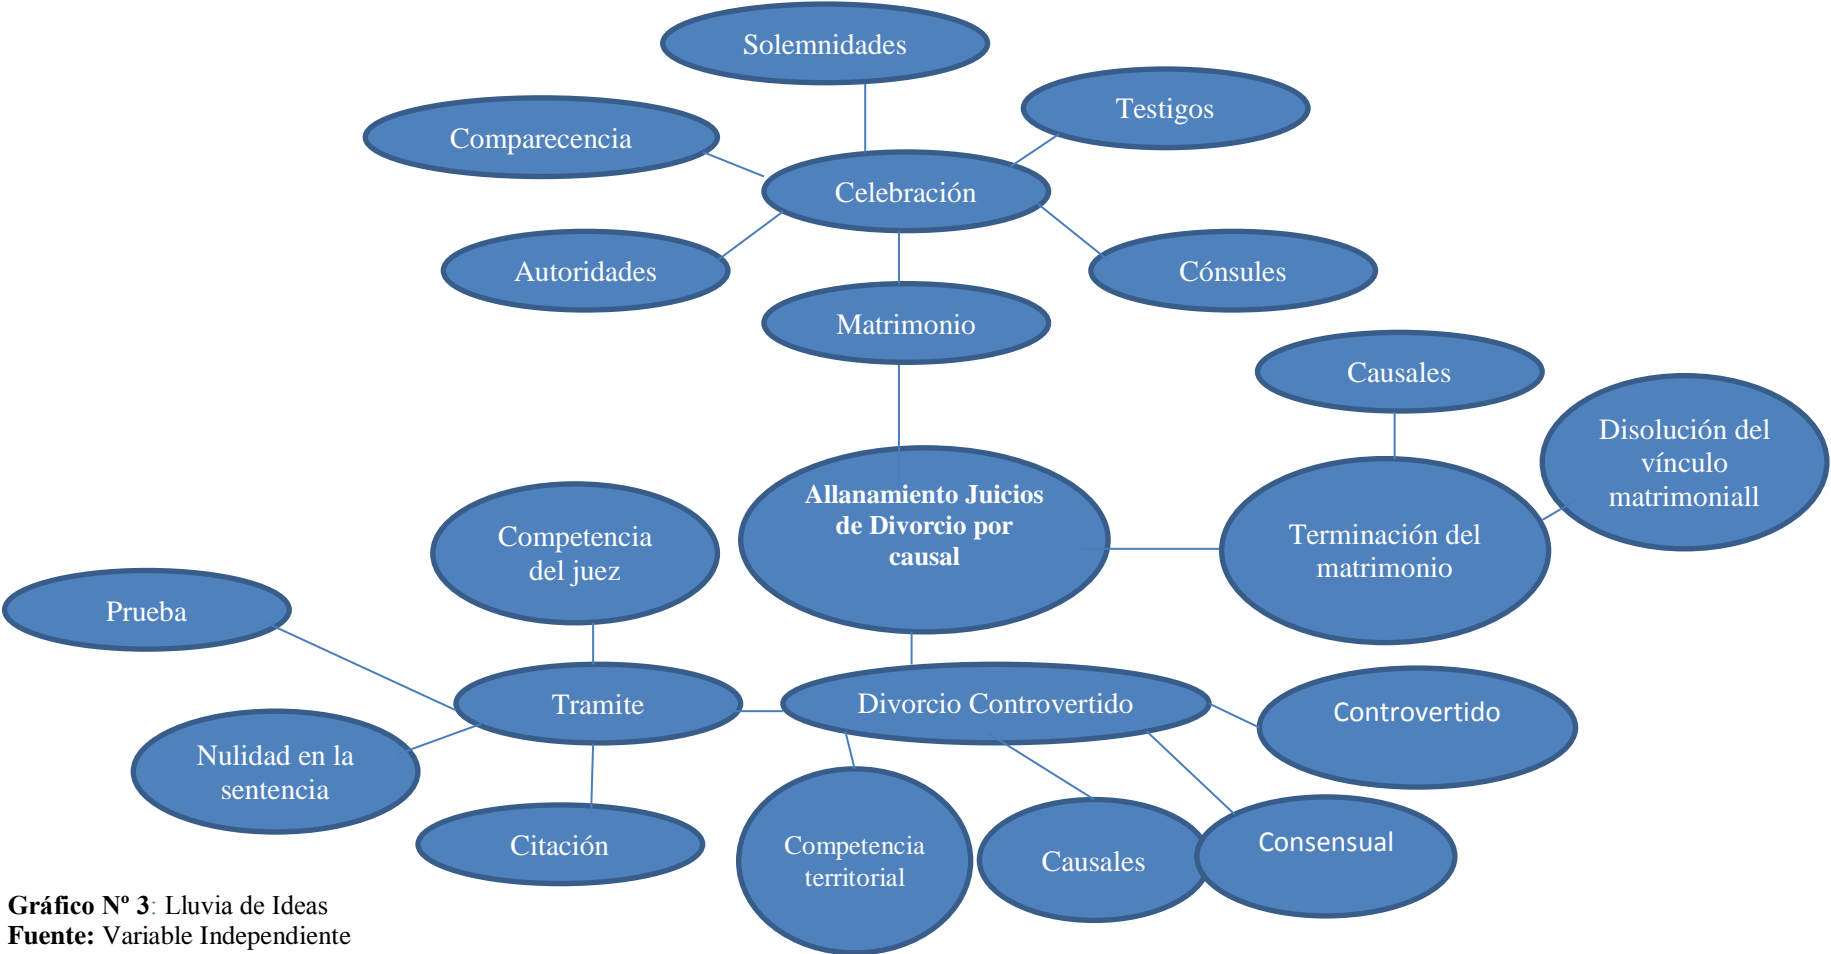 Solemnidades
Testigos
Comparecencia
Celebración
Autoridades
Cónsules
Matrimonio
Causales
Disolución del
vínculo
matrimoniall
Allanamiento Juicios
de Divorcio por
causal
Terminación del
matrimonio
Competencia
del juez
Prueba
Tramite
Divorcio Controvertido
Controvertido
Nulidad en la
sentencia
Citación
Competencia
territorial
Causales
Consensual
Gráfico Nº 3: Lluvia de Ideas
Fuente: Variable Independiente